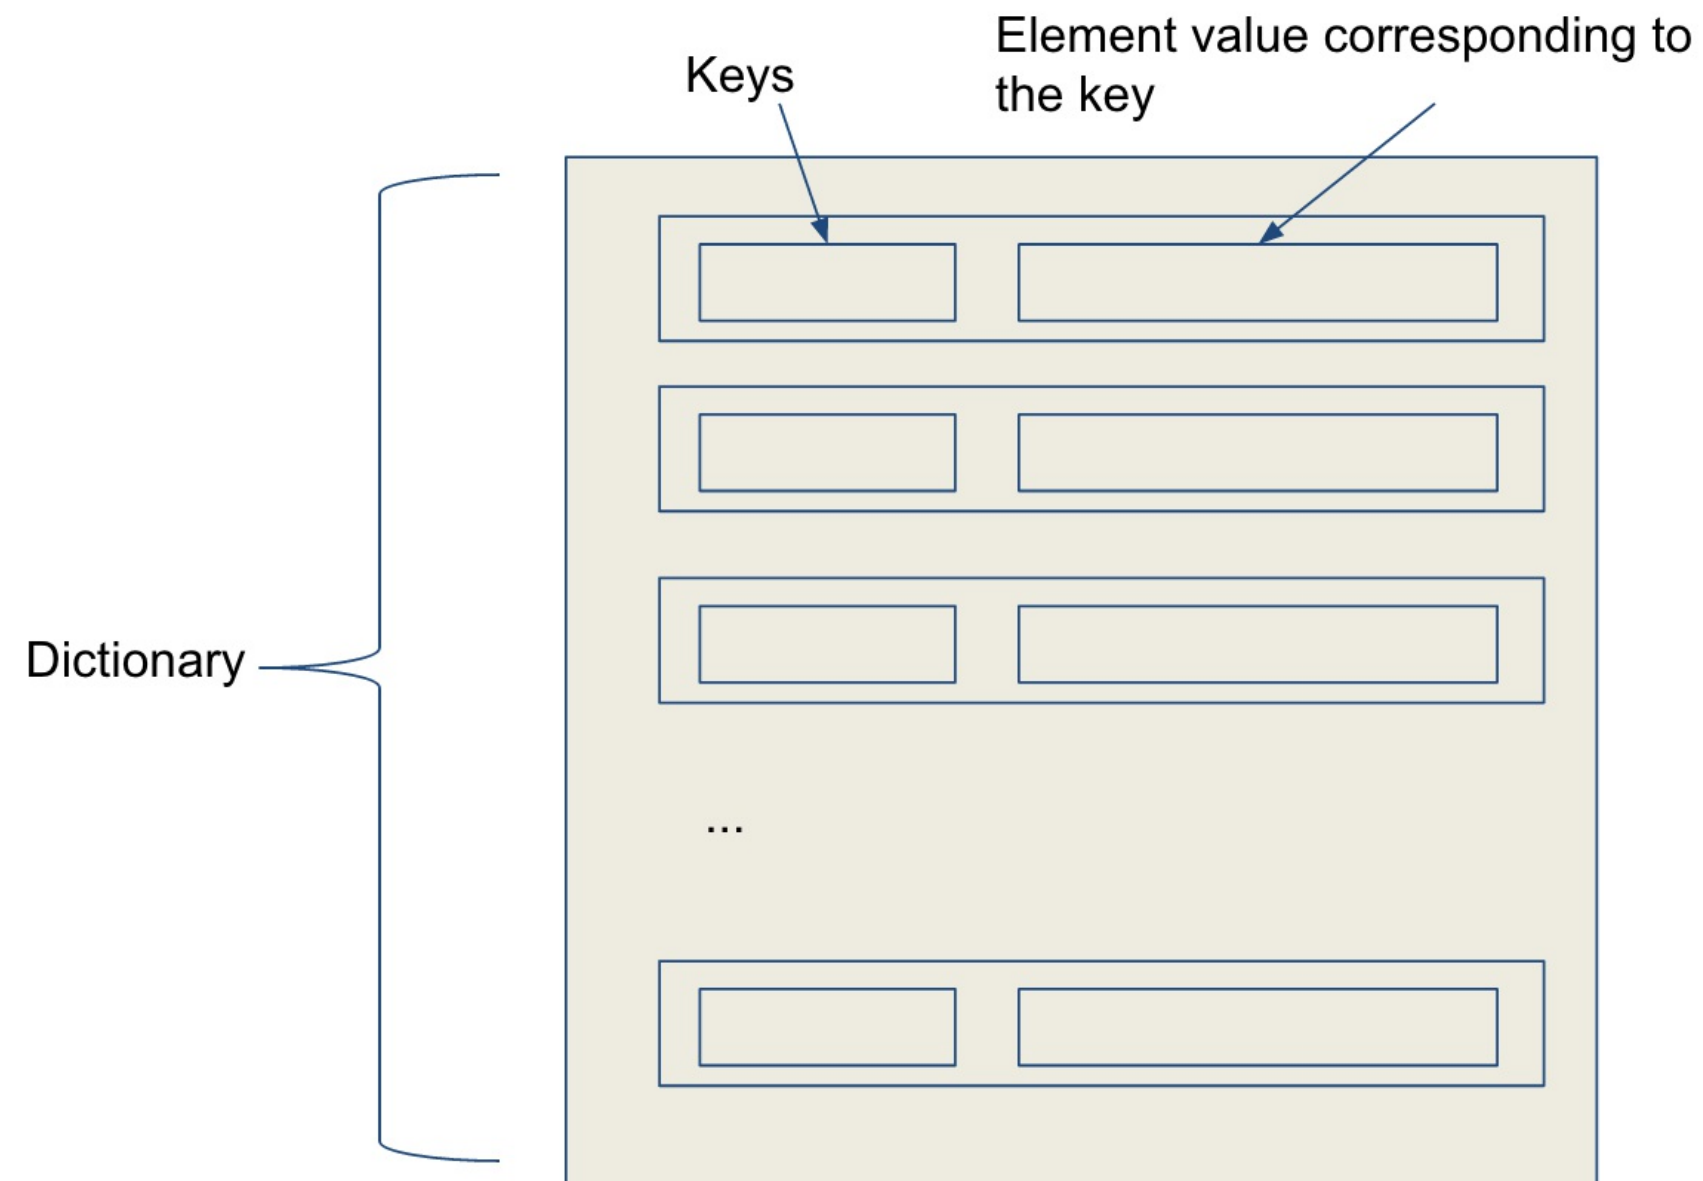 Element value corresponding to
the key
Keys
Dictionary
...